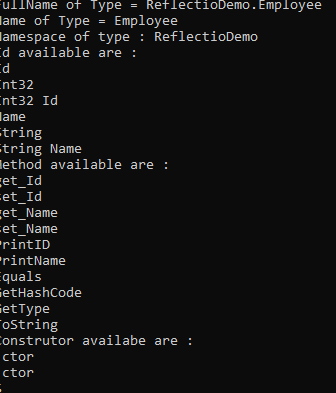 FullName of Type = ReflectioDemo.Employee
Name of Type = Employee
Namespace of type : ReflectioDemo
Id available are :
Id
Int32
Int32 Id
Name
String
String Name
Method available are :
get_Id
set_Id
get_Name
set_Name
PrintID
PrintName
Equals
GetHashCode
GetType
ToString
Construtor availabe are :
.ctor
.ctor